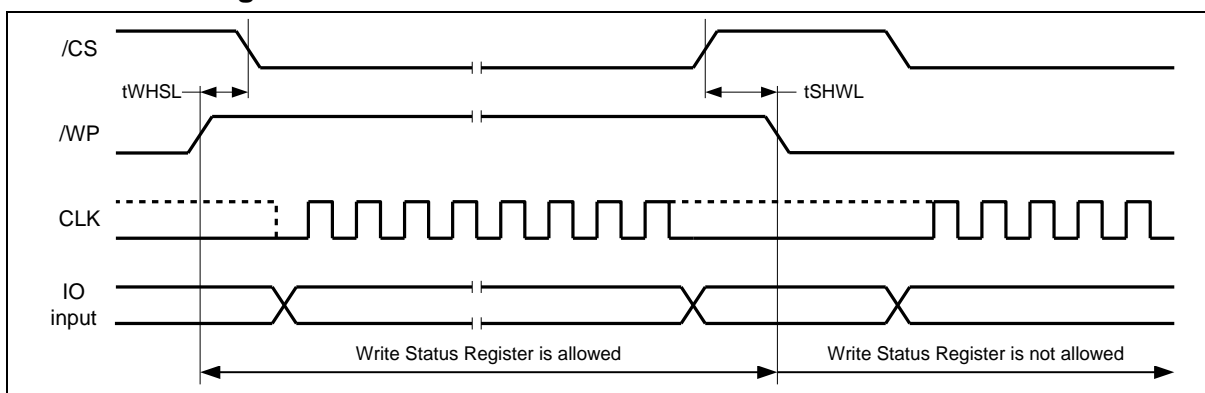 /CS
tWHSL
tSHWL
/WP
CLK
IO
input
Write Status Register is allowed
Write Status Register is not allowed